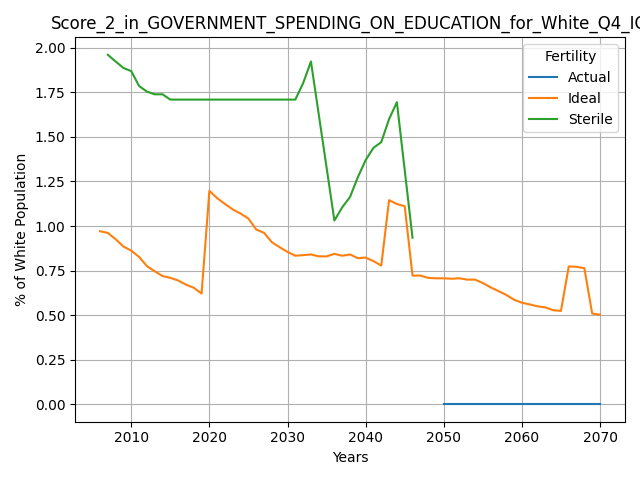 Score_2_in_GOVERNMENT_SPENDING_ON_EDUCATION_for_White_Q4_IC
Fertility
Actual
Ideal
Sterile
% of White Population
2.00
1.75
1.50
1.25
1.00
0.75
0.50
0.25
0.00
2010 2020 2030 2040 2050 2060 2070
Years